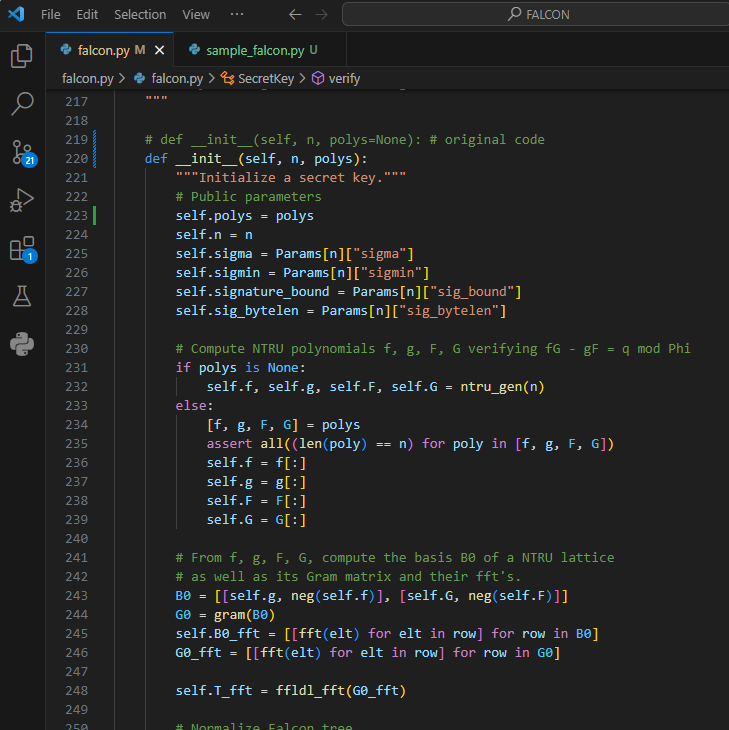 File Edit Selection View ··· ← → FALCON
falcon.py M × sample_falcon.py U
falcon.py > falcon.py > SecretKey > verify
217 """
218
219 # def __init__(self, n, polys=None): # original code
220 def __init__(self, n, polys):
221 """Initialize a secret key."""
222 # Public parameters
223 self.polys = polys
224 self.n = n
225 self.sigma = Params[n]["sigma"]
226 self.sigmin = Params[n]["sigmin"]
227 self.signature_bound = Params[n]["sig_bound"]
228 self.sig_bytelen = Params[n]["sig_bytelen"]
229
230 # Compute NTRU polynomials f, g, F, G verifying fG - gF = q mod Phi
231 if polys is None:
232 self.f, self.g, self.F, self.G = ntru_gen(n)
233 else:
234 [f, g, F, G] = polys
235 assert all((len(poly) == n) for poly in [f, g, F, G])
236 self.f = f[:]
237 self.g = g[:]
238 self.F = F[:]
239 self.G = G[:]
240
241 # From f, g, F, G, compute the basis B0 of a NTRU lattice
242 # as well as its Gram matrix and their fft's.
243 B0 = [[self.g, neg(self.f)], [self.G, neg(self.F)]]
244 G0 = gram(B0)
245 self.B0_fft = [[fft(elt) for elt in row] for row in B0]
246 G0_fft = [[fft(elt) for elt in row] for row in G0]
247
248 self.T_fft = ffldl_fft(G0_fft)
249
250 # Normalize Falcon tree
21
1